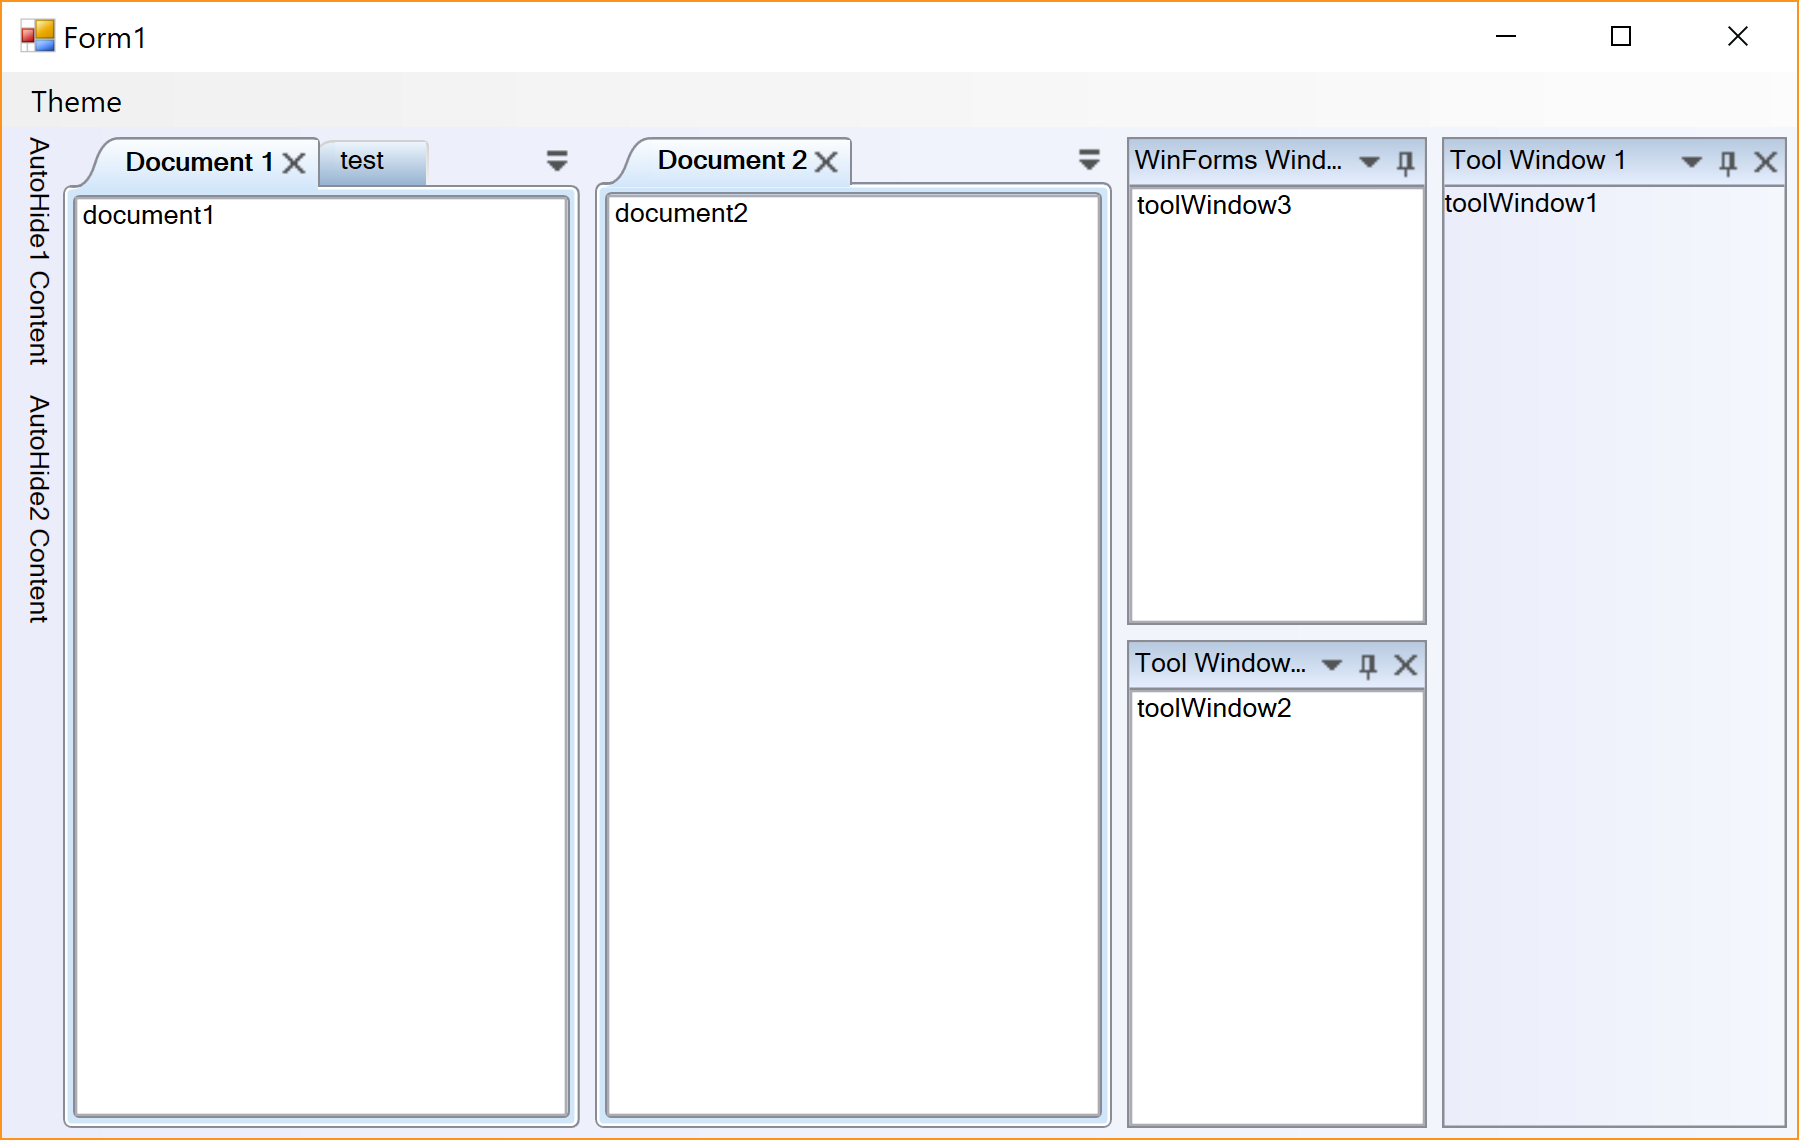 Form1
Theme
AutoHide1 Content
AutoHide2 Content
Document 1
test
document1
Document 2
document2
WinForms Wind...
toolWindow3
Tool Window...
toolWindow2
Tool Window 1
toolWindow1